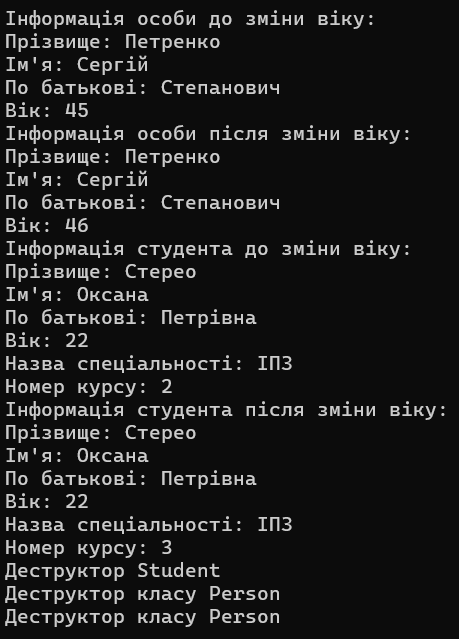 Інформація особи до зміни віку:
Прізвище: Петренко
Ім'я: Сергій
По батькові: Степанович
Вік: 45
Інформація особи після зміни віку:
Прізвище: Петренко
Ім'я: Сергій
По батькові: Степанович
Вік: 46
Інформація студента до зміни віку:
Прізвище: Стерео
Ім'я: Оксана
По батькові: Петрівна
Вік: 22
Назва спеціальності: ІПЗ
Номер курсу: 2
Інформація студента після зміни віку:
Прізвище: Стерео
Ім'я: Оксана
По батькові: Петрівна
Вік: 22
Назва спеціальності: ІПЗ
Номер курсу: 3
Деструктор Student
Деструктор класу Person
Деструктор класу Person